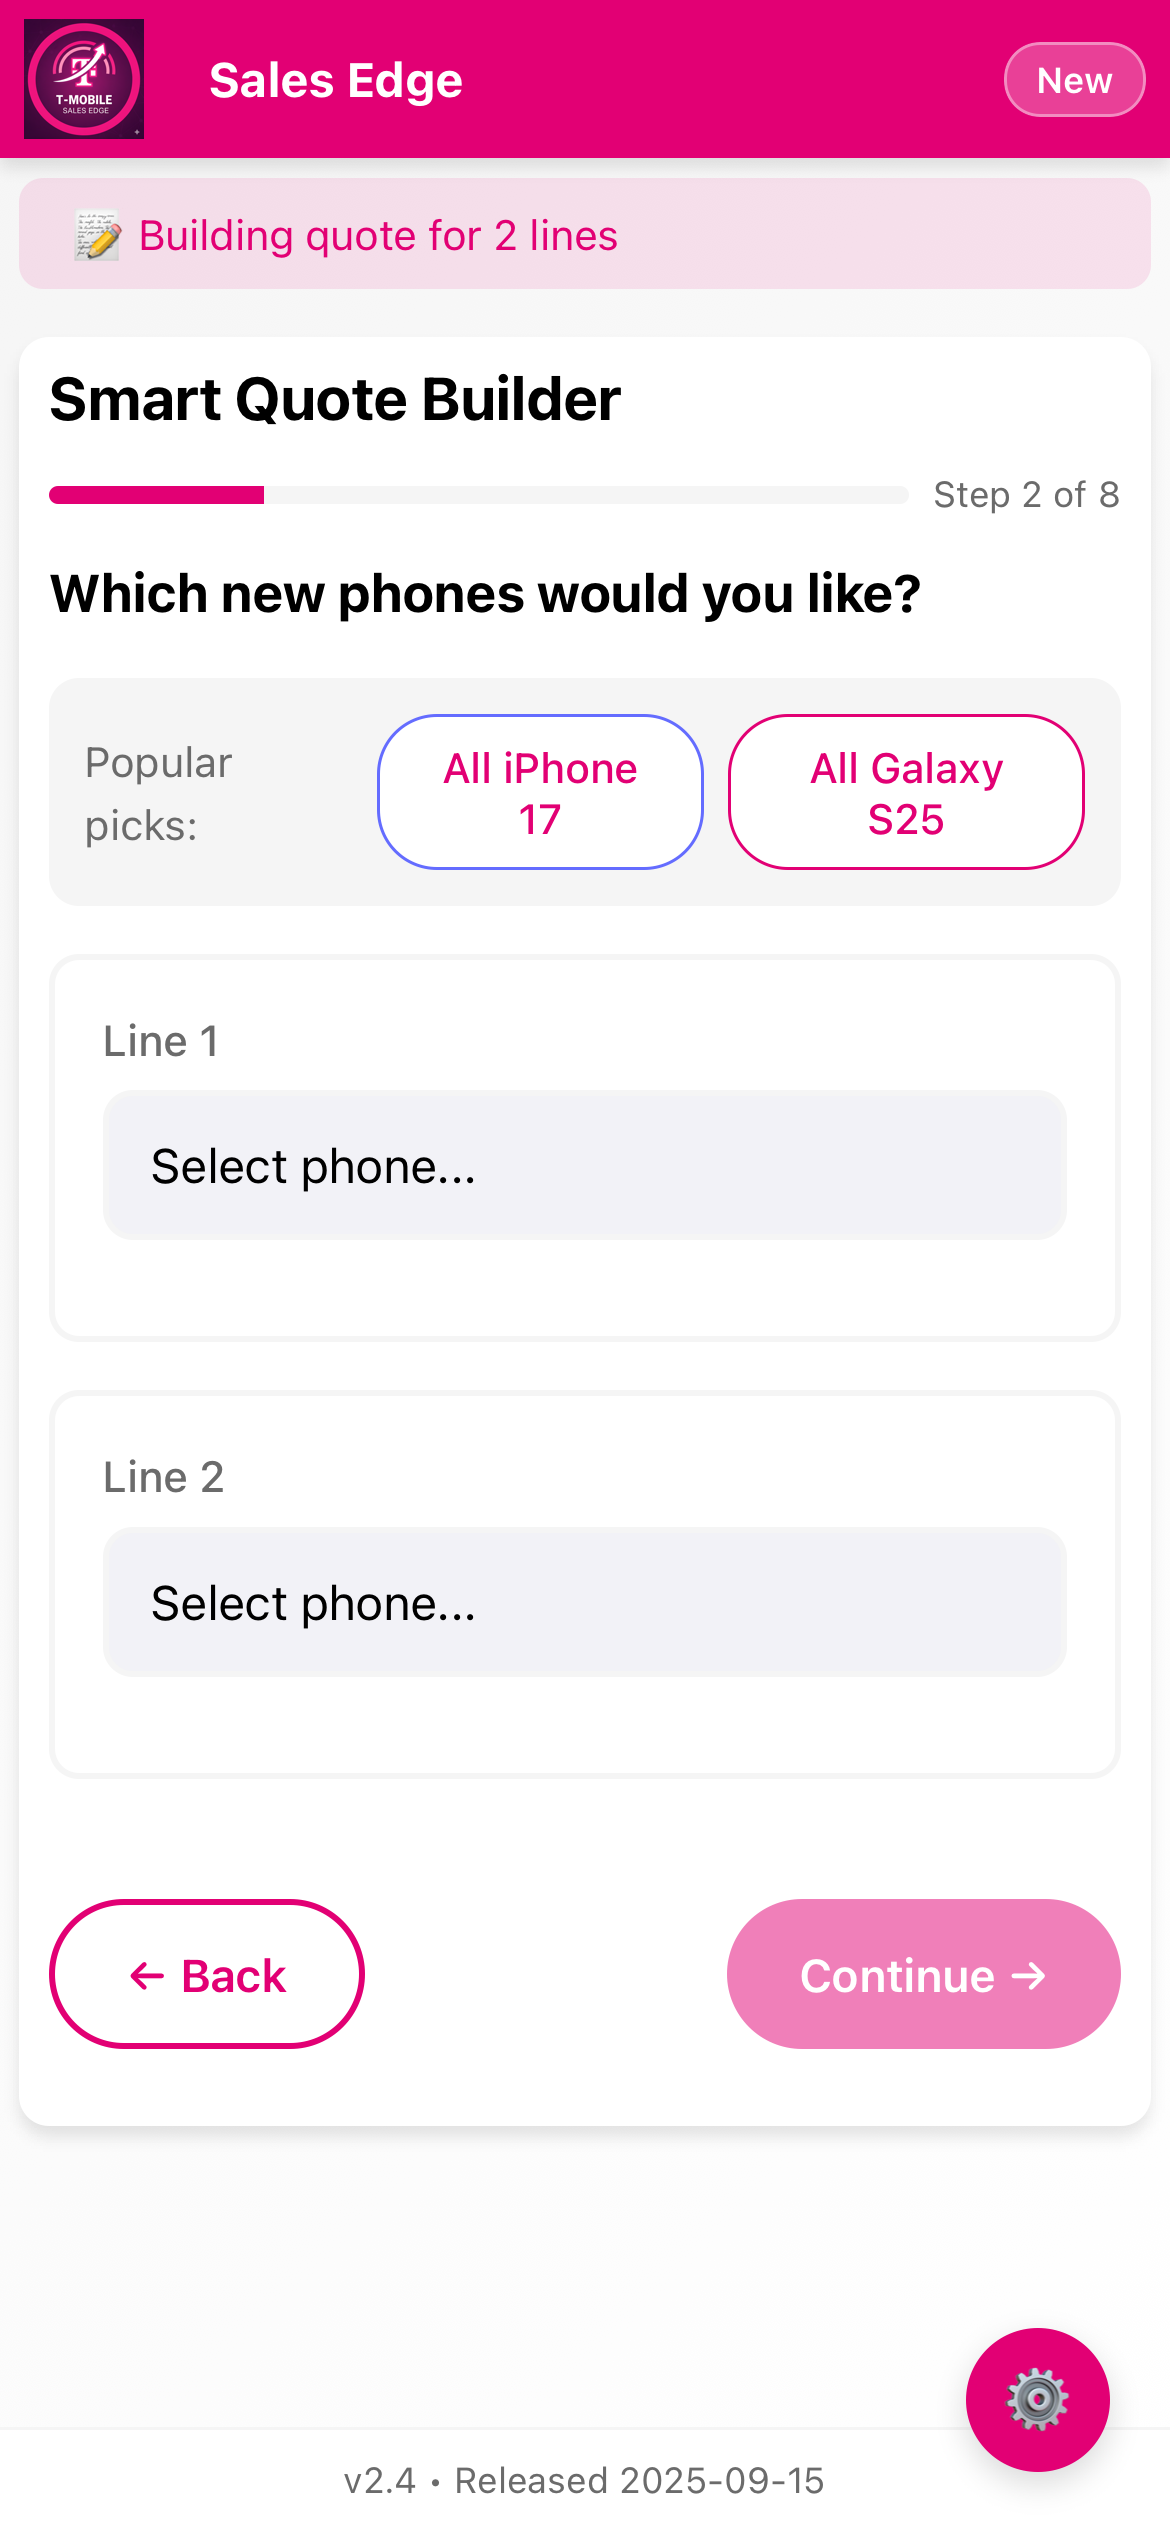 T
T-MOBILE
SALES EDGE
Sales Edge
New
Building quote for 2 lines
Smart Quote Builder
Step 2 of 8
Which new phones would you like?
Popular
picks:
All iPhone
17
All Galaxy
S25
Line 1
Select phone...
Line 2
Select phone...
← Back
Continue →
v2.4 • Released 2025-09-15